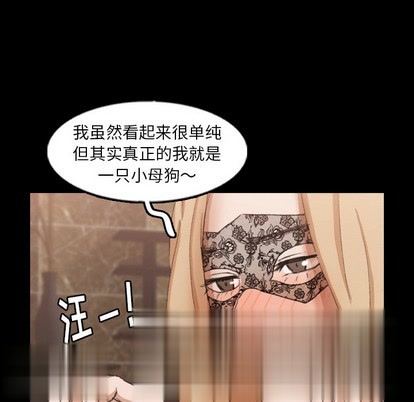 我虽然看起来很单纯
但其实真正的我就是
一只小母狗～
汪一!